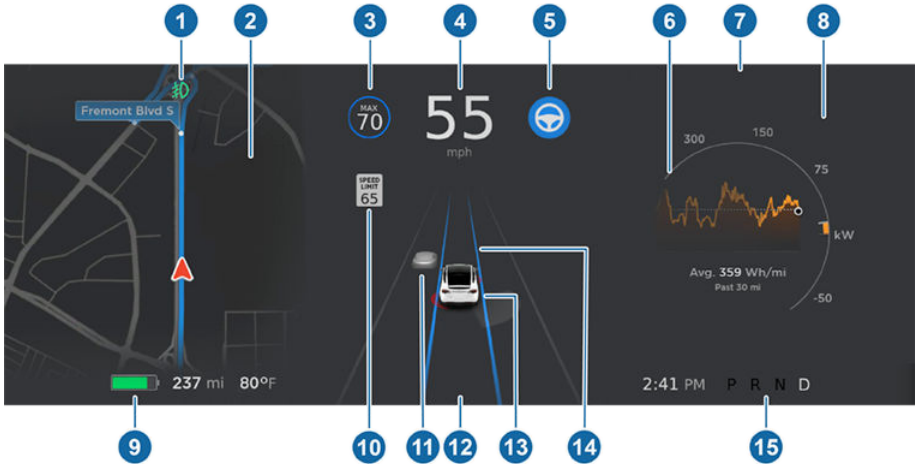 1
2
3
4
5
6
7
8
Fremont Blvd S
MAX
70
55
mph
SPEED
LIMIT
65
300
150
75
kW
-50
Avg. 359 Wh/mi
Past 30 mi
237 mi 80°F
2:41 PM P R N D
9
10
11
12
13
14
15